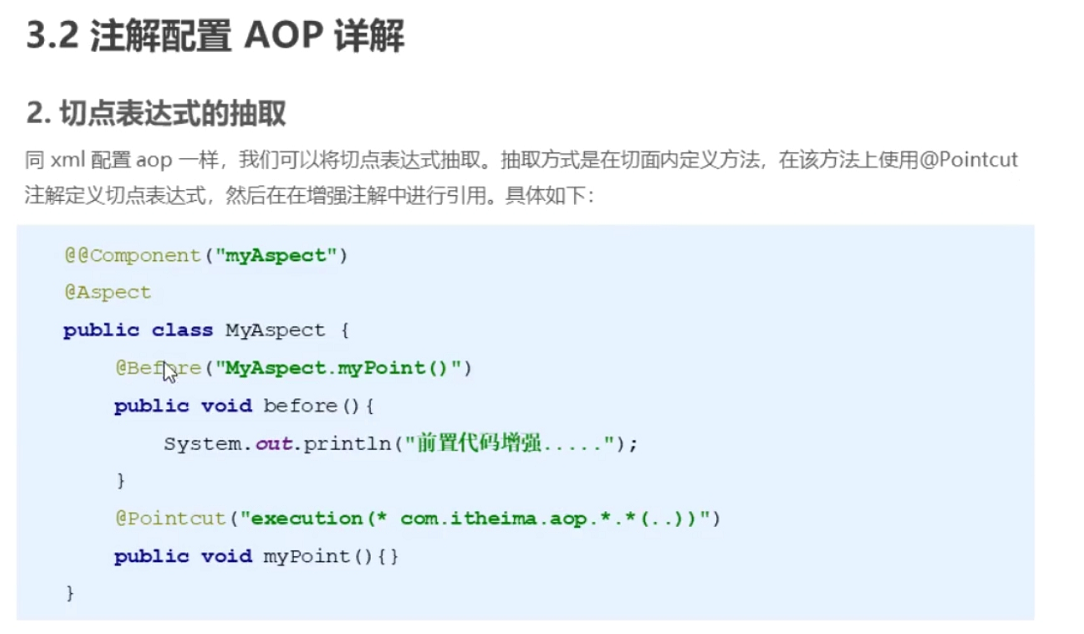 3.2 注解配置 AOP 详解
2. 切点表达式的抽取
同 xml 配置 aop 一样，我们可以将切点表达式抽取。抽取方式是在切面内定义方法，在该方法上使用@Pointcut
注解定义切点表达式，然后在在增强注解中进行引用。具体如下：
@@Component("myAspect")
@Aspect
public class MyAspect {
@Before("MyAspect.myPoint()")
public void before(){
System.out.println("前置代码增强.....");
}
@Pointcut("execution(* com.itheima.aop.*.*(..))")
public void myPoint(){}
}